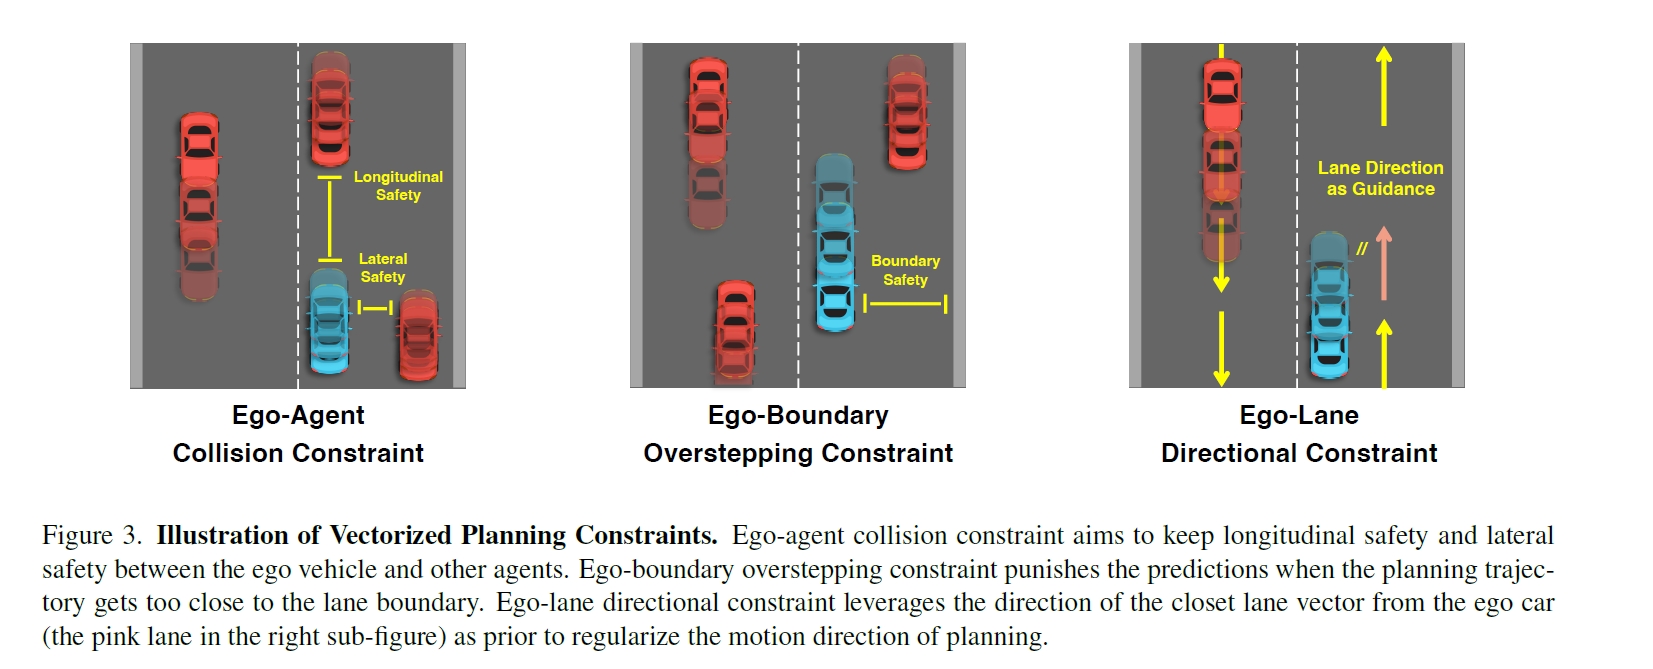 Longitudinal
Safety
Lateral
Safety
Ego-Agent
Collision Constraint
Boundary
Safety
Ego-Boundary
Overstepping Constraint
Lane Direction
as Guidance
//
Ego-Lane
Directional Constraint
Figure 3. Illustration of Vectorized Planning Constraints. Ego-agent collision constraint aims to keep longitudinal safety and lateral
safety between the ego vehicle and other agents. Ego-boundary overstepping constraint punishes the predictions when the planning trajec-
tory gets too close to the lane boundary. Ego-lane directional constraint leverages the direction of the closet lane vector from the ego car
(the pink lane in the right sub-figure) as prior to regularize the motion direction of planning.